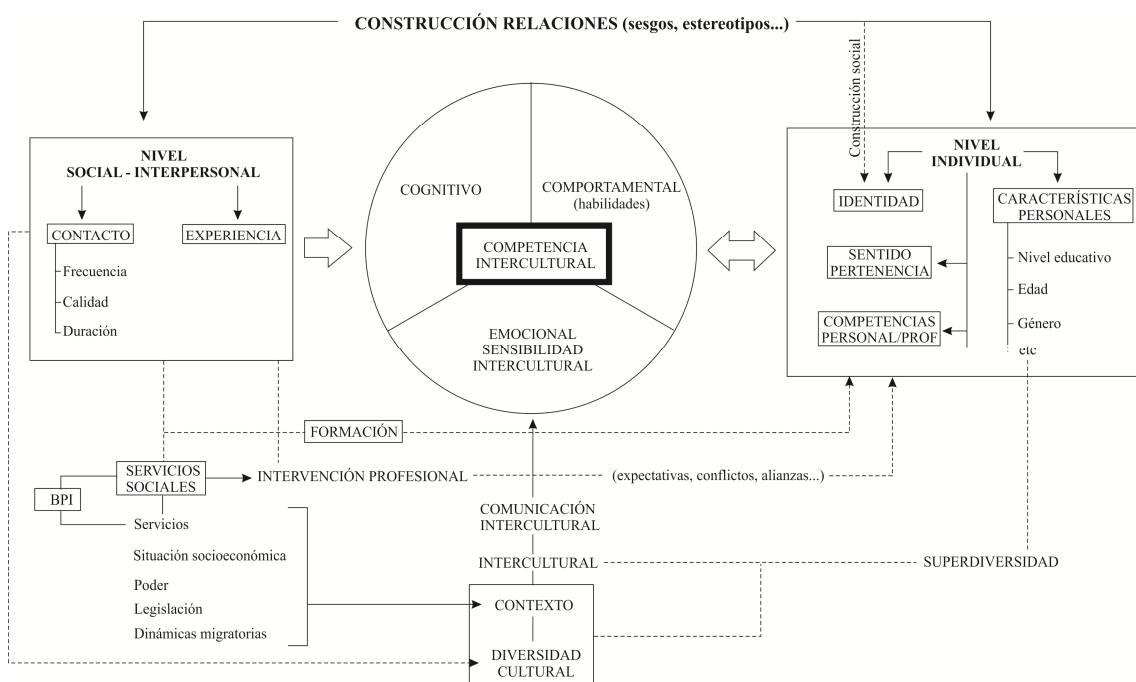 CONSTRUCCIÓN RELACIONES (sesgos, estereotipos...)
Construcción social
NIVEL
SOCIAL - INTERPERSONAL
CONTACTO
EXPERIENCIA
Frecuencia
Calidad
Duración
COGNITIVO
COMPORTAMENTAL
(habilidades)
COMPETENCIA
INTERCULTURAL
EMOCIONAL
SENSIBILIDAD
INTERCULTURAL
NIVEL
INDIVIDUAL
IDENTIDAD
CARACTERÍSTICAS
PERSONALES
SENTIDO
PERTENENCIA
Nivel educativo
Edad
COMPETENCIAS
PERSONAL/PROF
Género
etc
FORMACIÓN
SERVICIOS
SOCIALES
INTERVENCIÓN PROFESIONAL
(expectativas, conflictos, alianzas...)
BPI
Servicios
Situación socioeconómica
Poder
Legislación
Dinámicas migratorias
COMUNICACIÓN
INTERCULTURAL
INTERCULTURAL
SUPERDIVERSIDAD
CONTEXTO
DIVERSIDAD
CULTURAL